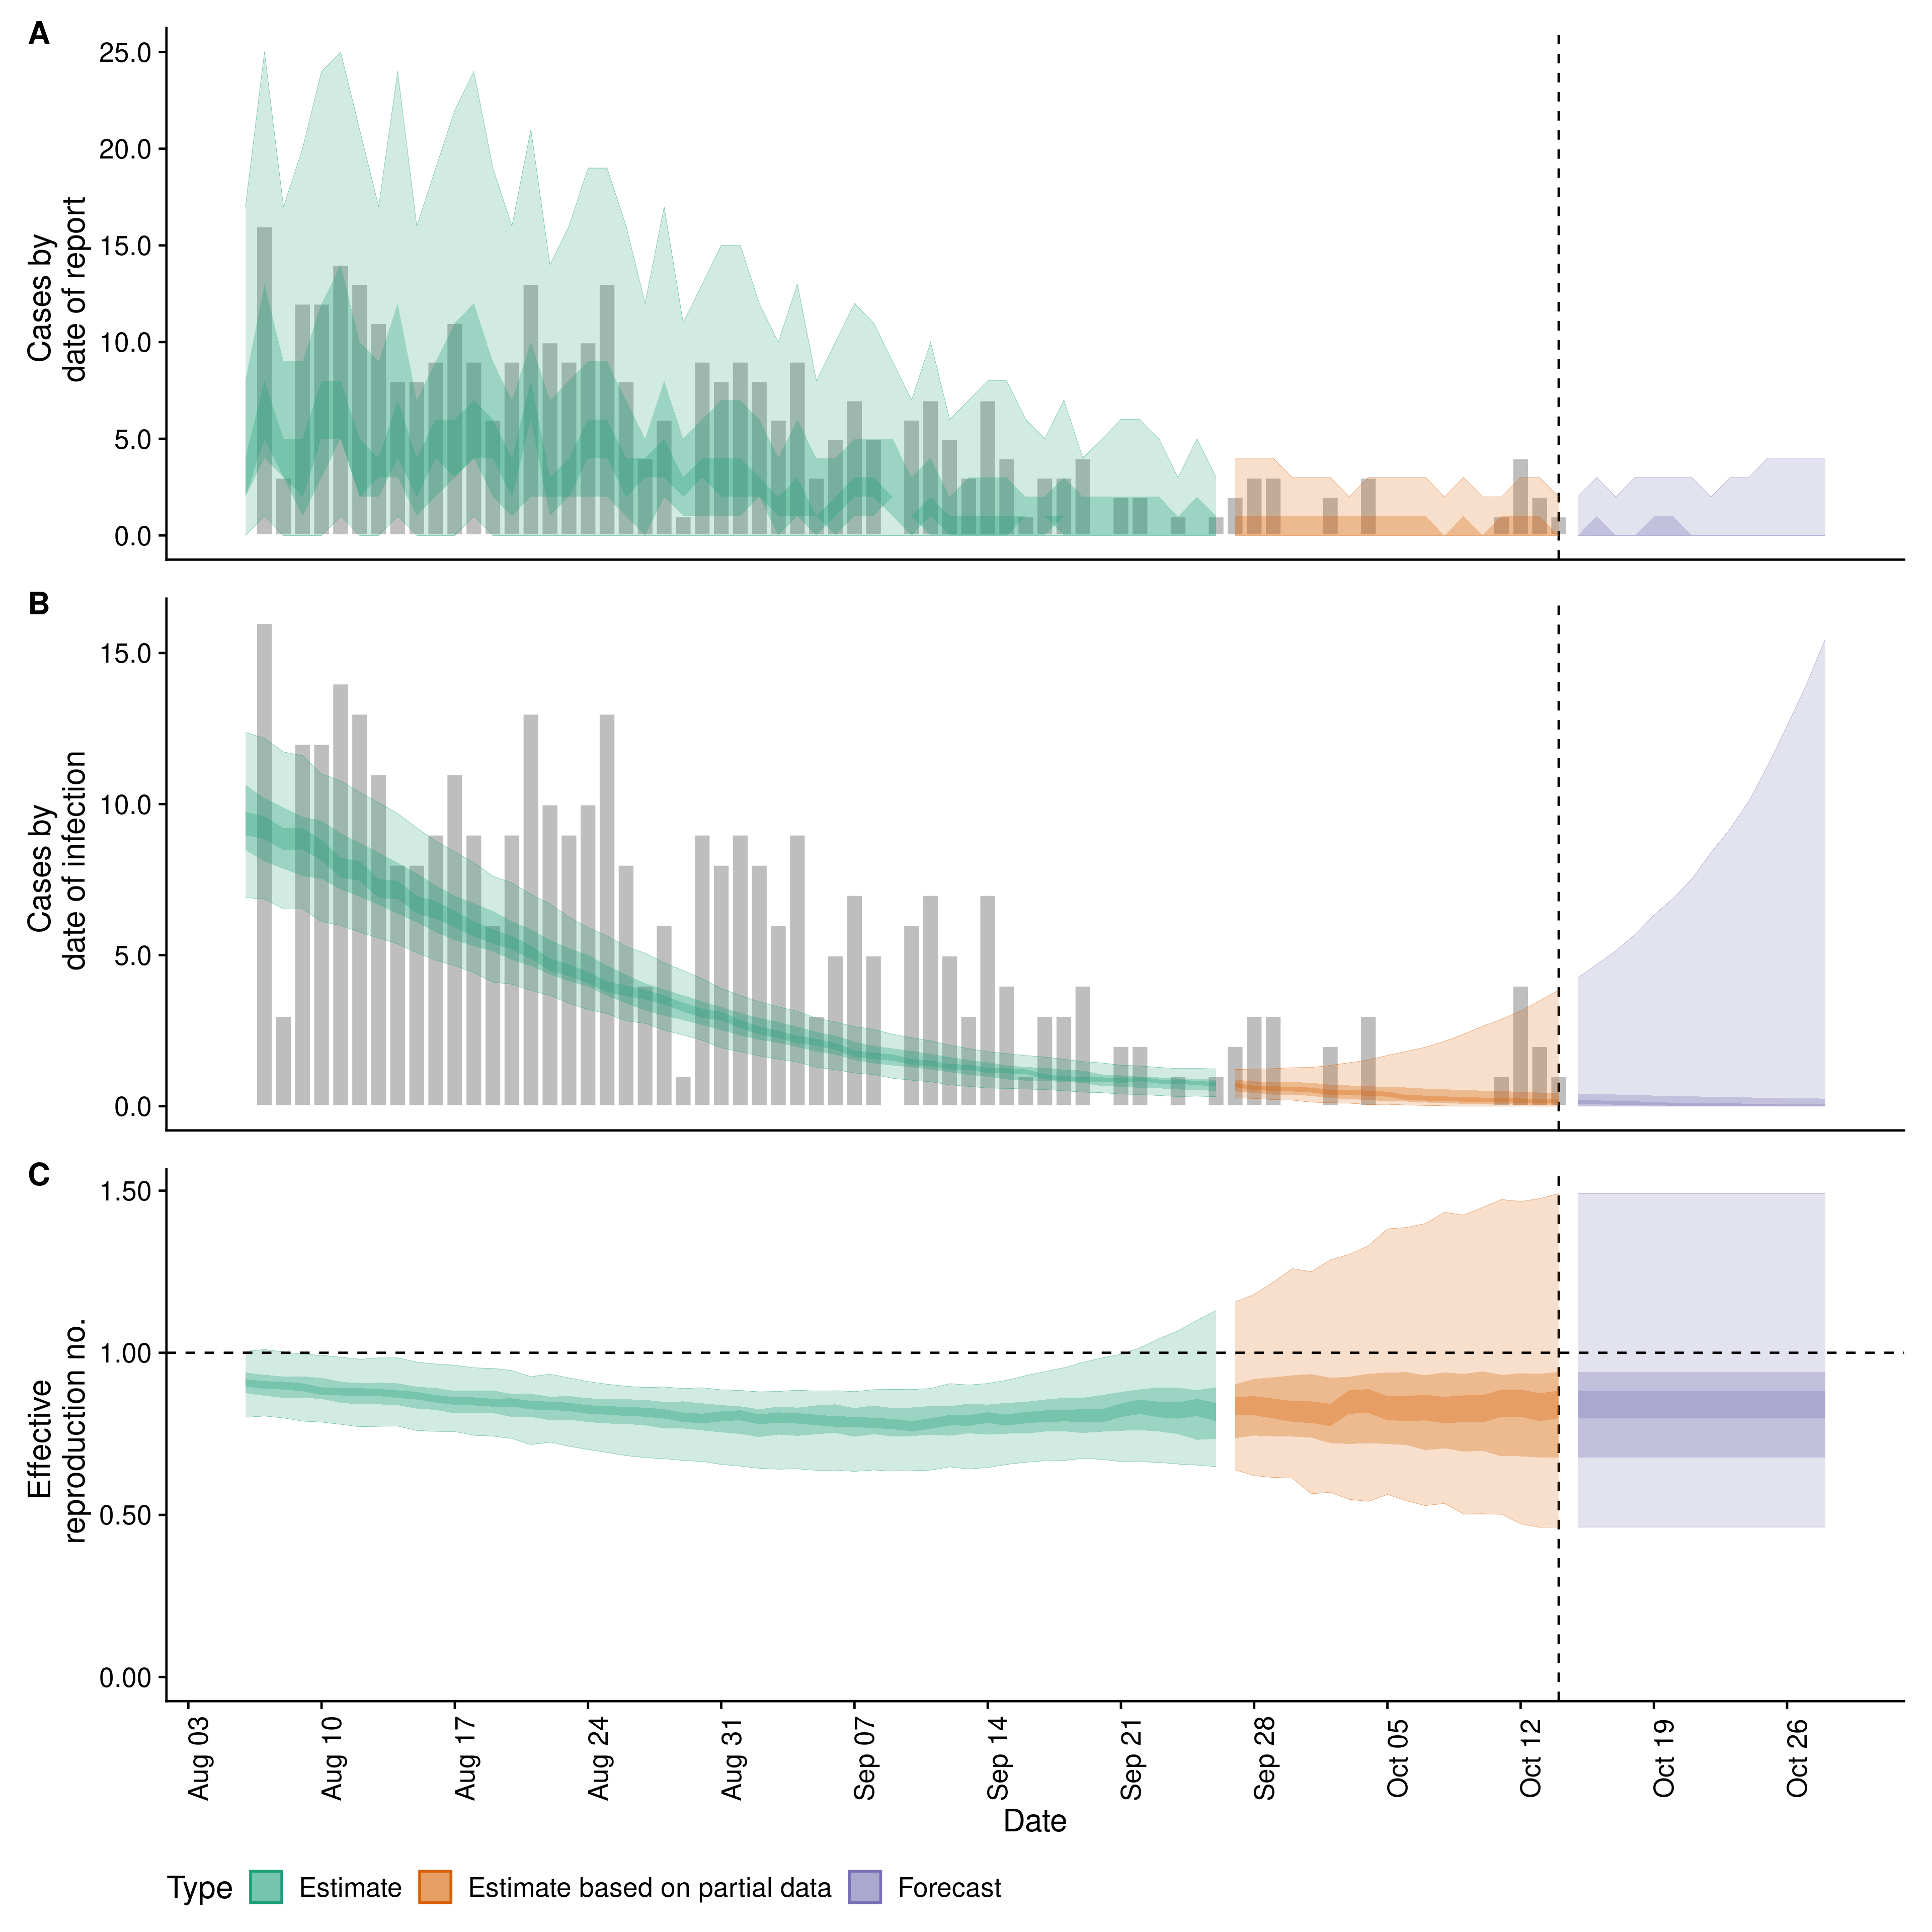 A
25.0
20.0
15.0
10.0
5.0
0.0
Cases by
date of report
B
15.0
10.0
5.0
0.0
Cases by
date of infection
C
1.50
1.00
0.50
0.00
Effective
reproduction no.
Aug 03
Aug 10
Aug 17
Aug 24
Aug 31
Sep 07
Sep 14
Sep 21
Sep 28
Oct 05
Oct 12
Oct 19
Oct 26
Date
Type Estimate Estimate based on partial data Forecast